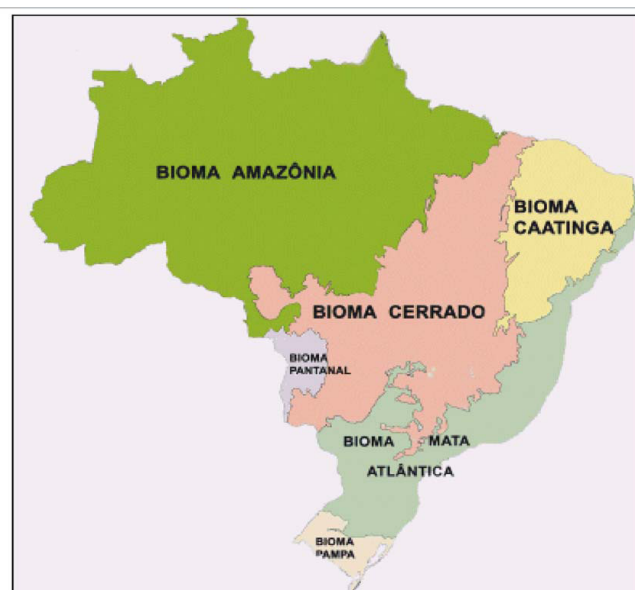 BIOMA AMAZÔNIA
BIOMA
CAATINGA
BIOMA CERRADO
BIOMA
PANTANAL
BIOMA MATA
ATLÂNTICA
BIOMA
PAMPA